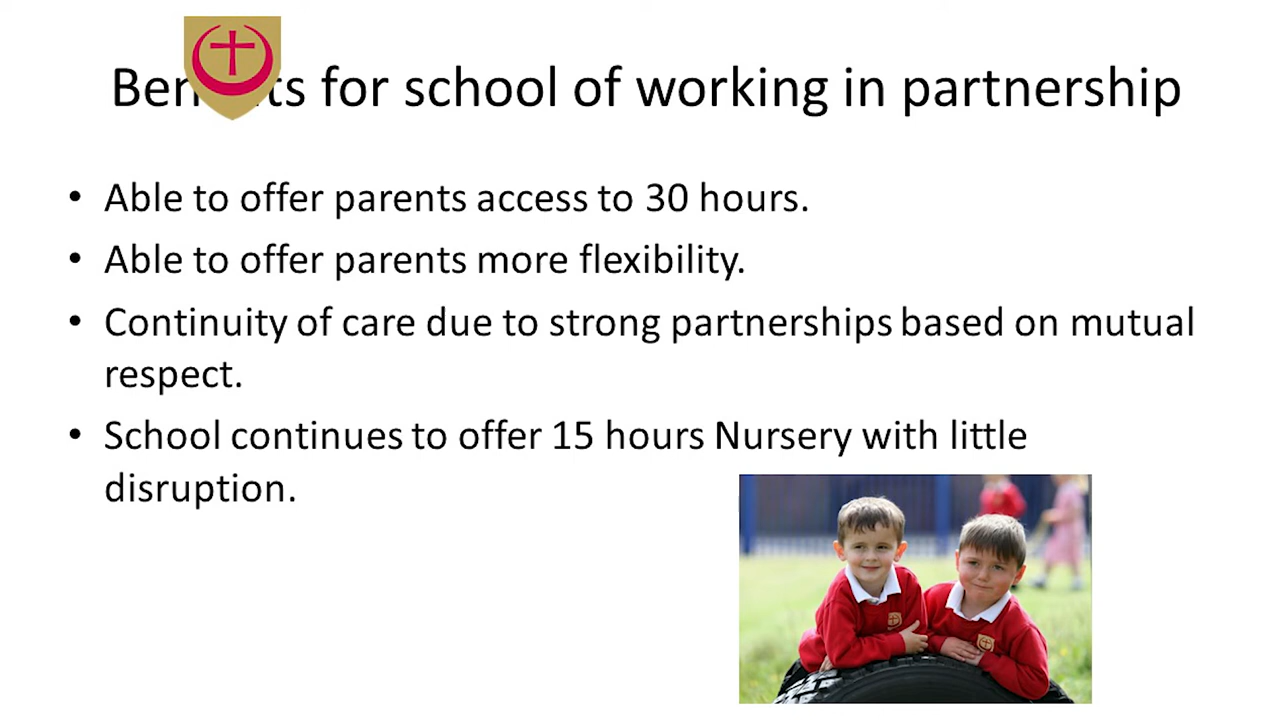 Benefits for school of working in partnership
• Able to offer parents access to 30 hours.
• Able to offer parents more flexibility.
• Continuity of care due to strong partnerships based on mutual
respect.
• School continues to offer 15 hours Nursery with little
disruption.